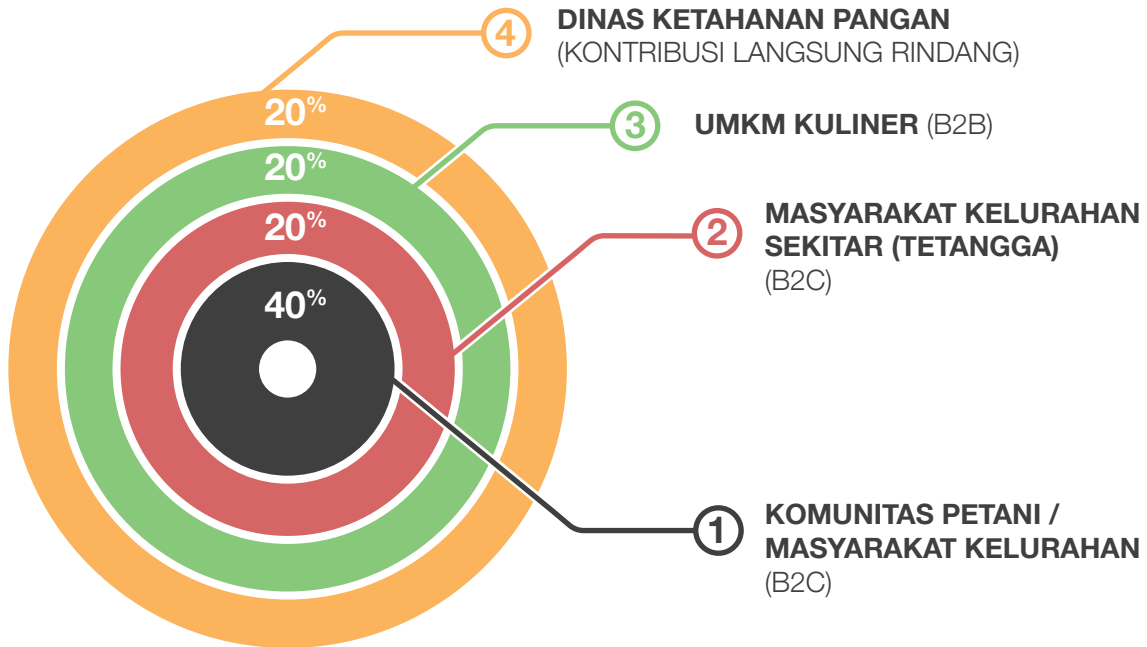 4
DINAS KETAHANAN PANGAN
(KONTRIBUSI LANGSUNG RINDANG)
20%
3
UMKM KULINER (B2B)
20%
2
MASYARAKAT KELURAHAN
SEKITAR (TETANGGA)
(B2C)
20%
40%
1
KOMUNITAS PETANI /
MASYARAKAT KELURAHAN
(B2C)